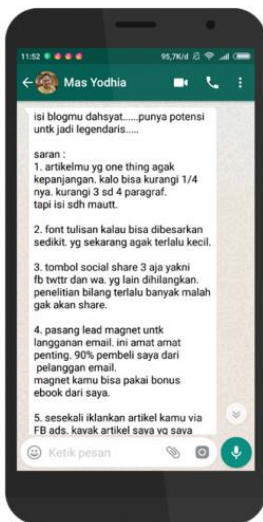 11:52
95,7K/d
Mas Yodhia
isi blogmu dahsyat.....punya potensi
untk jadi legendaris.....
saran :
1. artikelmu yg one thing agak
kepanjangan. kalo bisa kurangi 1/4
nya. kurangi 3 sd 4 paragraf.
tapi isi sdh mautt.
2. font tulisan kalau bisa dibesarkan
sedikit. yg sekarang agak terlalu kecil.
3. tombol social share 3 aja yakni
fb twttr dan wa. yg lain dihilangkan.
penelitian bilang terlalu banyak malah
gak akan share.
4. pasang lead magnet untk
langganan email. ini amat amat
penting. 90% pembeli saya dari
pelanggan email.
magnet kamu bisa pakai bonus
ebook dari saya.
5. sesekali iklankan artikel kamu via
FB ads. kayak artikel saya yg saya
Ketik pesan